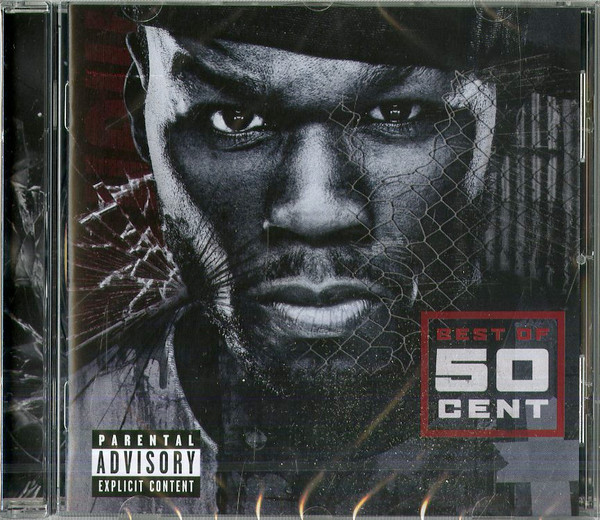 BEST OF
50
CENT
PARENTAL
ADVISORY
EXPLICIT CONTENT